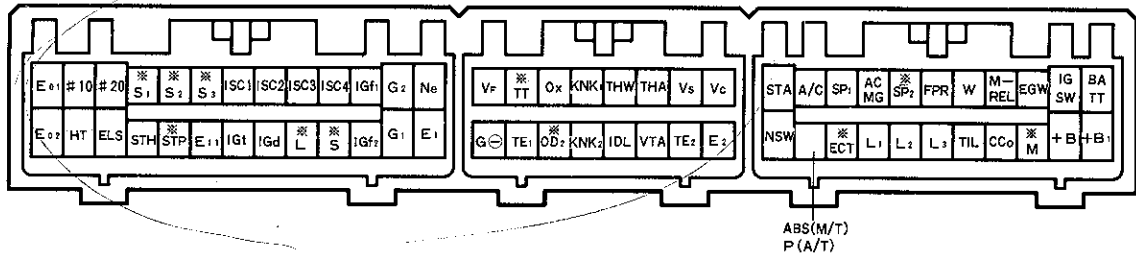 E01 #10 #20 ※S1 ※S2 ※S3 ISC1 ISC2 ISC3 ISC4 IGf1 G2 Ne
E02 HT ELS STH ※STP E11 IGt IGd ※L ※S IGf2 G1 E1
VF ※TT Ox KNK1 THW THA Vs Vc
G⊖ TE1 ※OD2 KNK2 IDL VTA TE2 E2
STA A/C SP1 AC MG ※SP2 FPR W M-REL EGW IG SW BATT
NSW ※ECT L1 L2 L3 TIL CCo ※M +B +B1
ABS(M/T)
P(A/T)